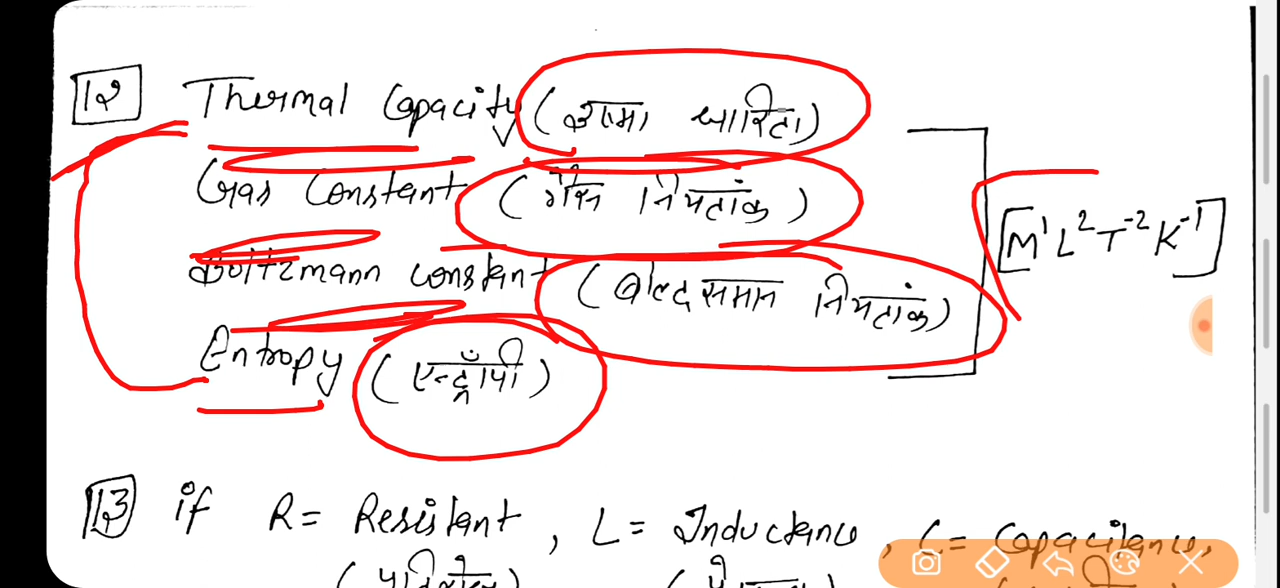 12 Thermal Capacity (ऊष्मा धारिता)
Gas Constant (गैस नियतांक)
Boltzmann constant (बोल्ट्समान नियतांक)
Entropy (एन्ट्रॉपी)
[M¹L²T⁻²K⁻¹]
13 if R = Resistant, L = Inductance, C = Capacitance,